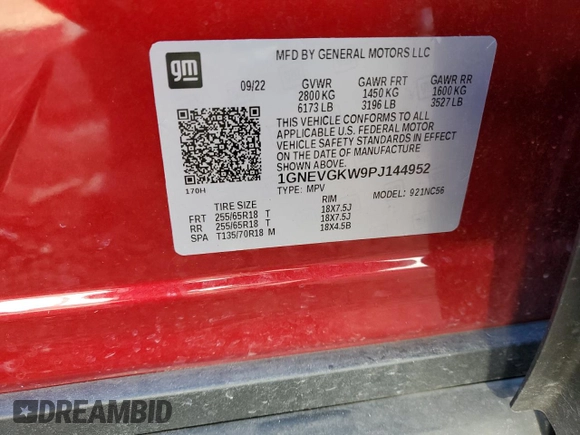 gm
MFD BY GENERAL MOTORS LLC
09/22 GVWR GAWR FRT GAWR RR
2800 KG 1450 KG 1600 KG
6173 LB 3196 LB 3527 LB
THIS VEHICLE CONFORMS TO ALL
APPLICABLE U.S. FEDERAL MOTOR
VEHICLE SAFETY STANDARDS IN EFFECT
ON THE DATE OF MANUFACTURE
SHOWN ABOVE.
1GNEVGKW9PJ144952
170H TYPE: MPV MODEL: 921NC56
TIRE SIZE RIM
FRT 255/65R18 T 18X7.5J
RR 255/65R18 T 18X7.5J
SPA T135/70R18 M 18X4.5B
DREAMBID